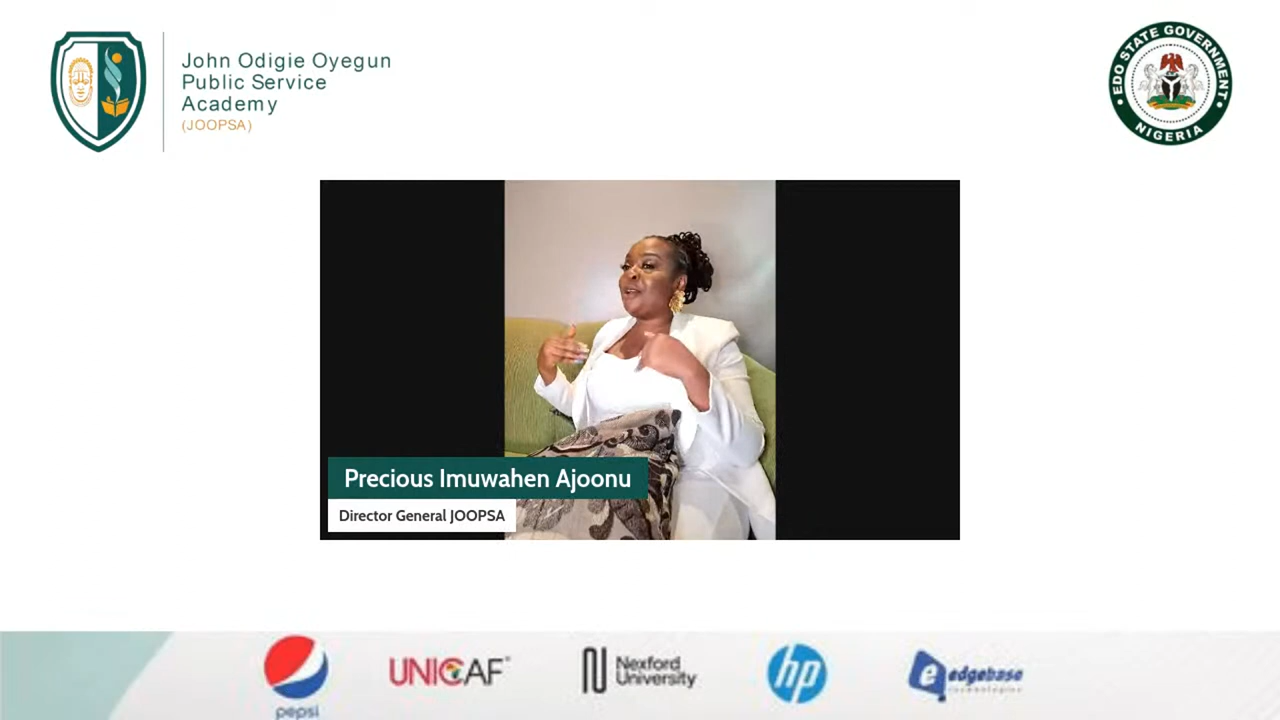 John Odigie Oyegun
Public Service
Academy
(JOOPSA)
EDO STATE GOVERNMENT
NIGERIA
Precious Imuwahen Ajoonu
Director General JOOPSA
pepsi
UNICAF
Nexford
University
hp
edgebase
technologies